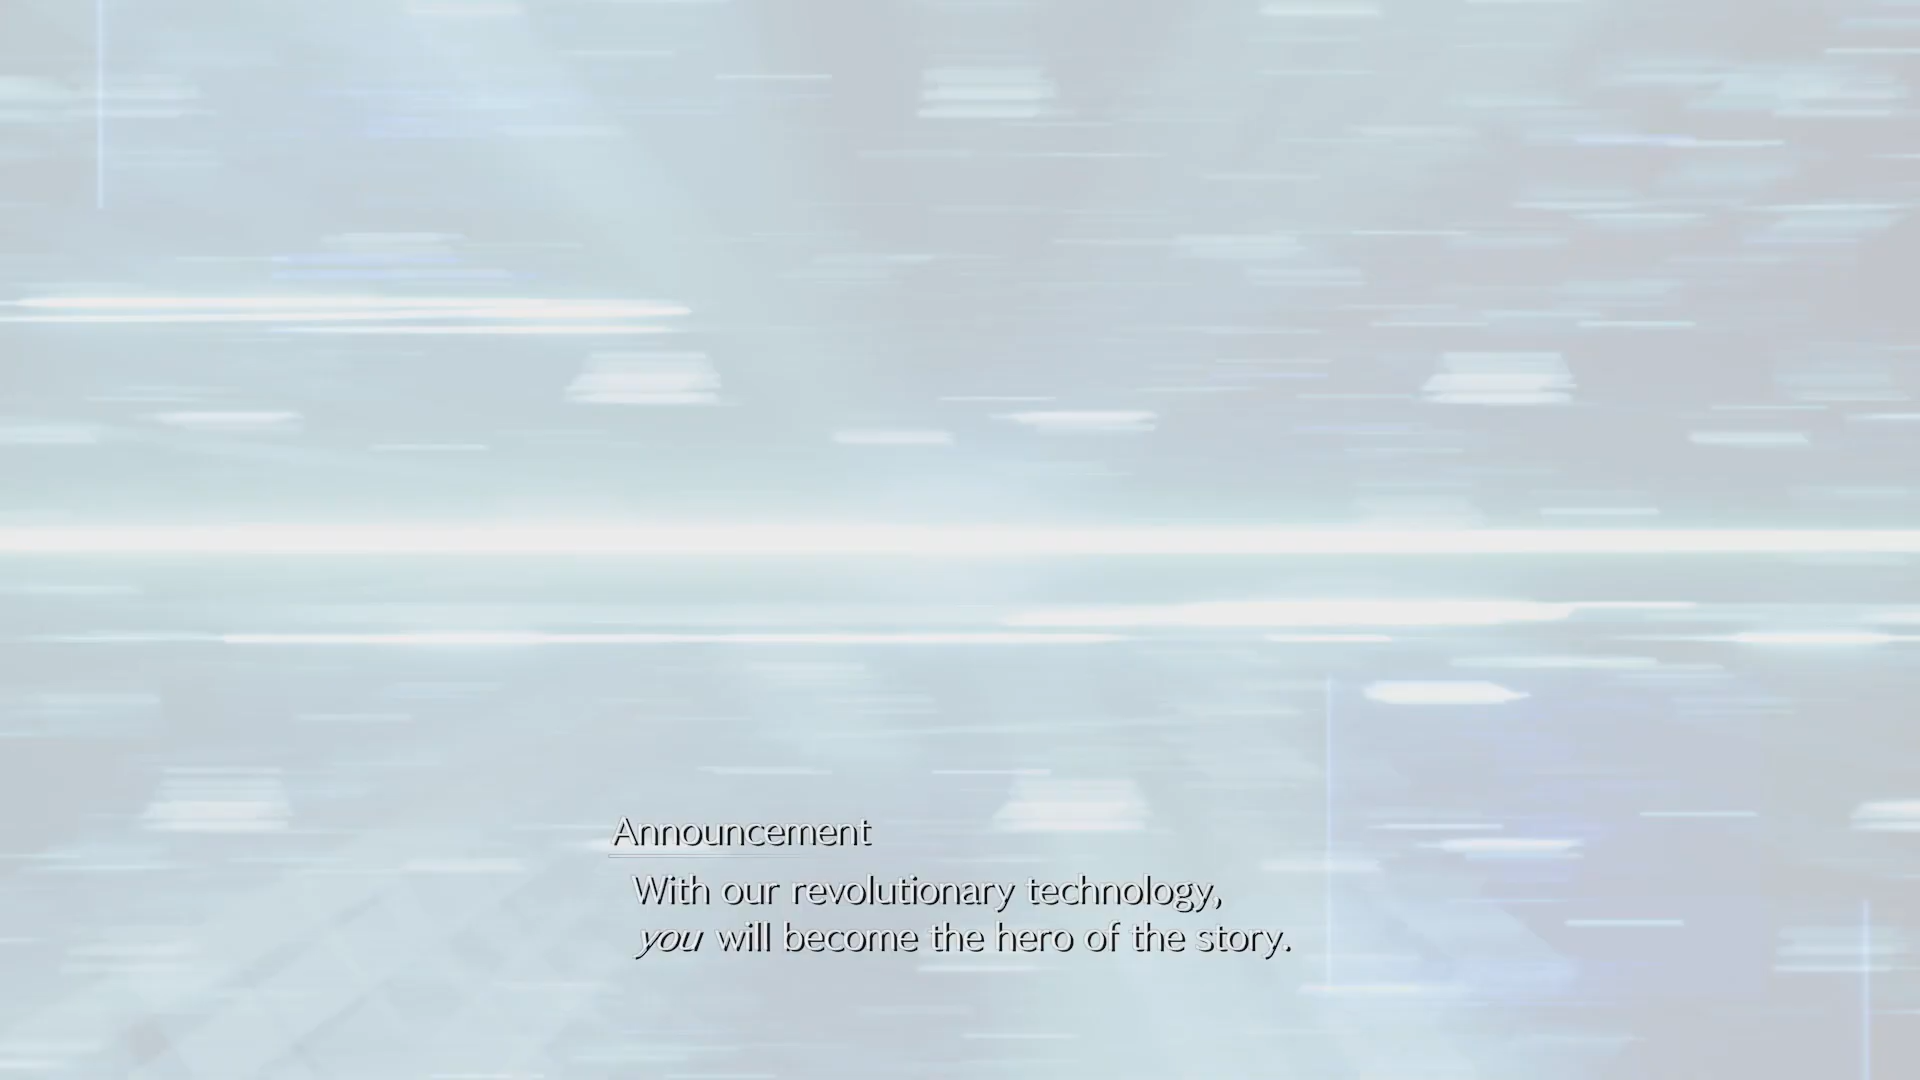 Announcement
With our revolutionary technology,
you will become the hero of the story.